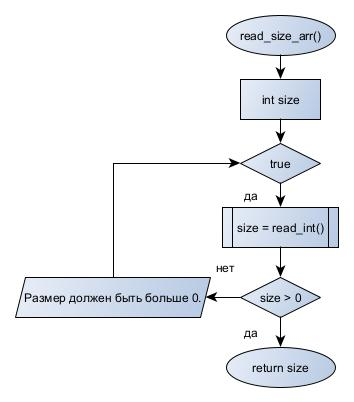 read_size_arr()
int size
true
да
size = read_int()
нет
Размер должен быть больше 0.
size > 0
да
return size